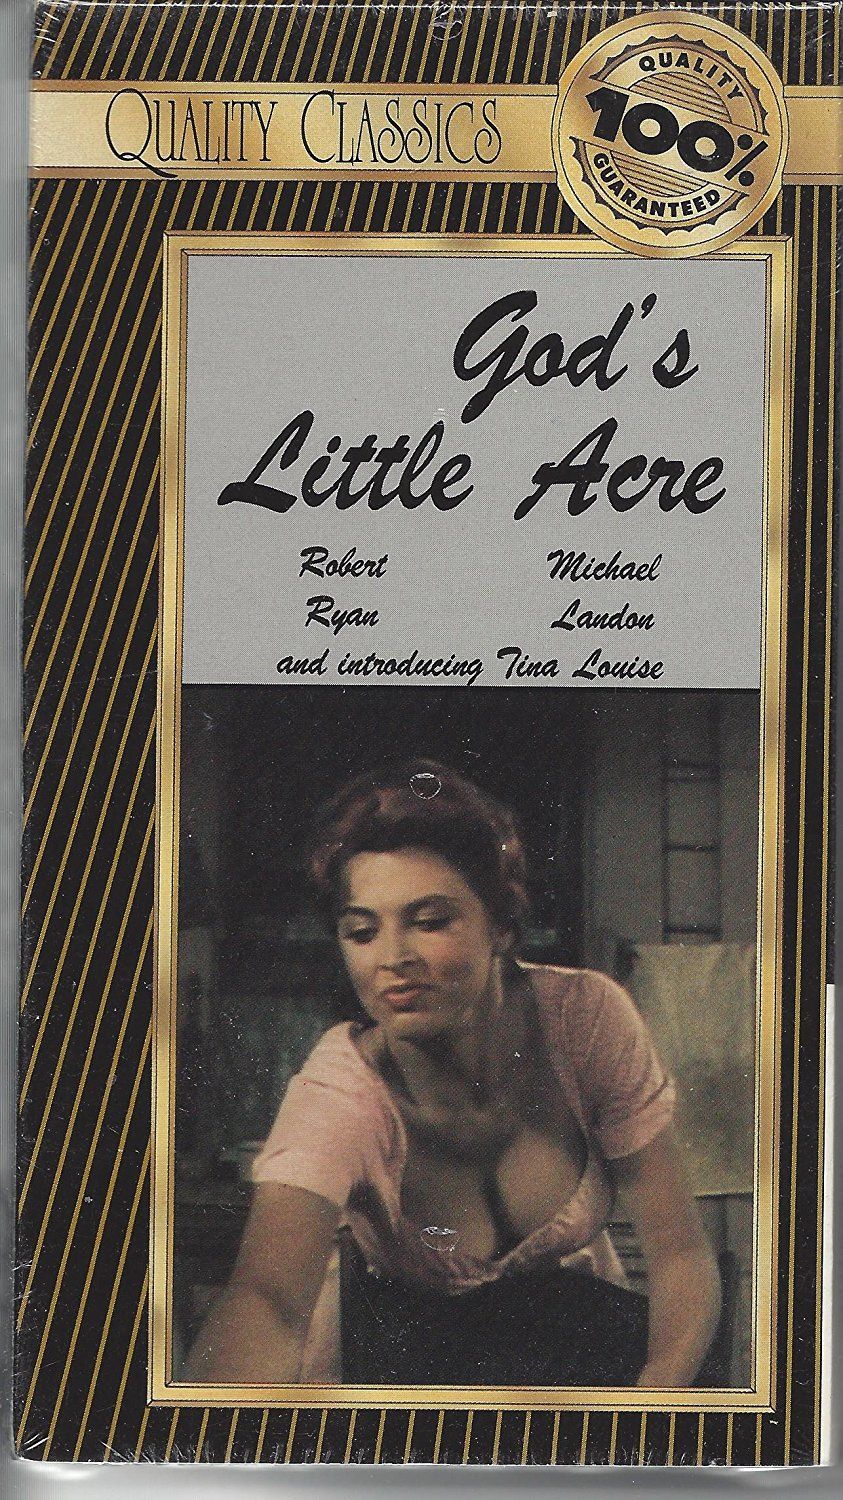 QUALITY CLASSICS
QUALITY
100%
GUARANTEED
God's
Little Acre
Robert Michael
Ryan Landon
and introducing Tina Louise